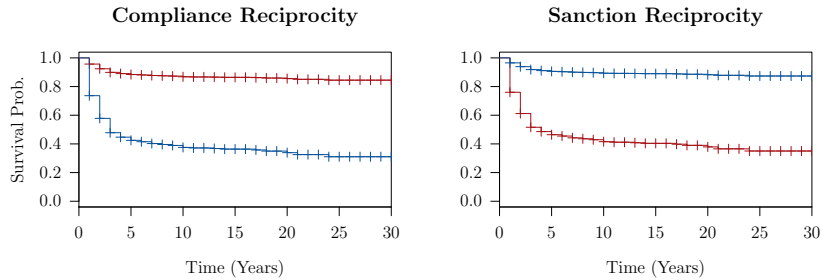 Compliance Reciprocity
Survival Prob.
1.0
0.8
0.6
0.4
0.2
0.0
0 5 10 15 20 25 30
Time (Years)
Sanction Reciprocity
1.0
0.8
0.6
0.4
0.2
0.0
0 5 10 15 20 25 30
Time (Years)